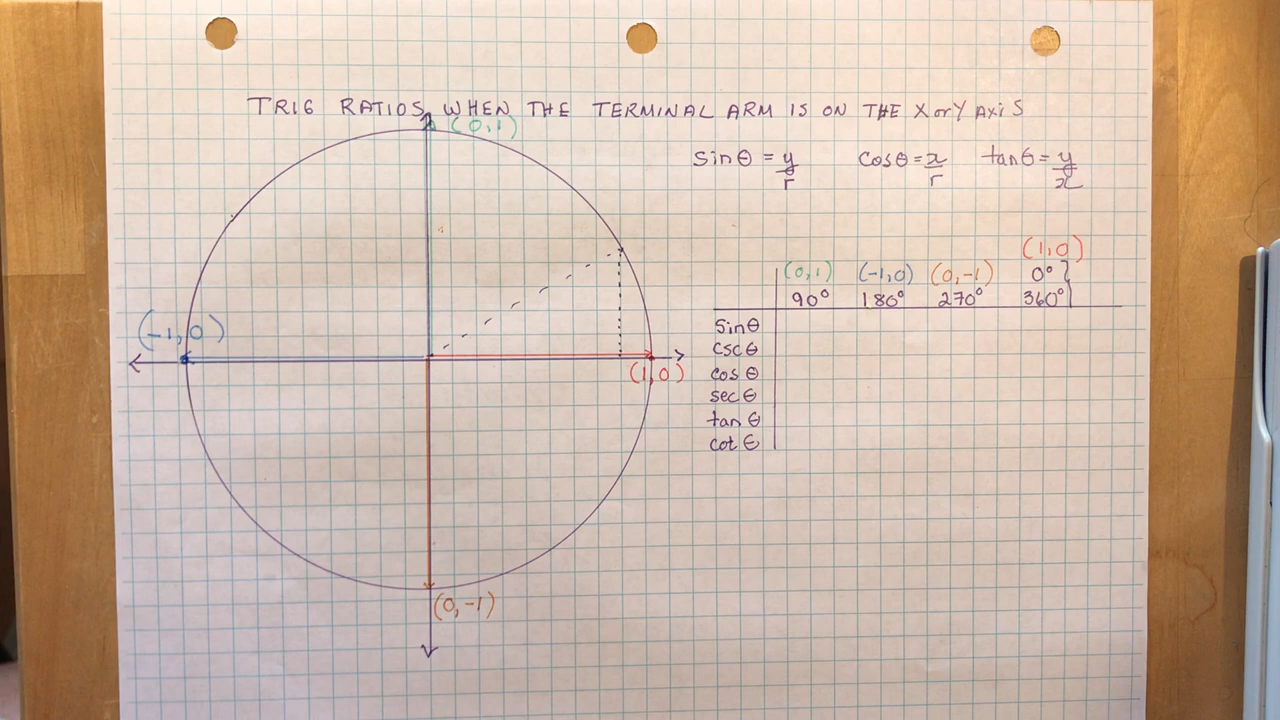 TRIG RATIOS WHEN THE TERMINAL ARM IS ON THE X or Y AXiS
(0,1)
sinθ = y/r cosθ = x/r tanθ = y/x
(1,0)
(0,1) (-1,0) (0,-1) 0° }
90° 180° 270° 360° }
sinθ
(-1,0)
cscθ
(1,0)
cosθ
secθ
tanθ
cotθ
(0,-1)